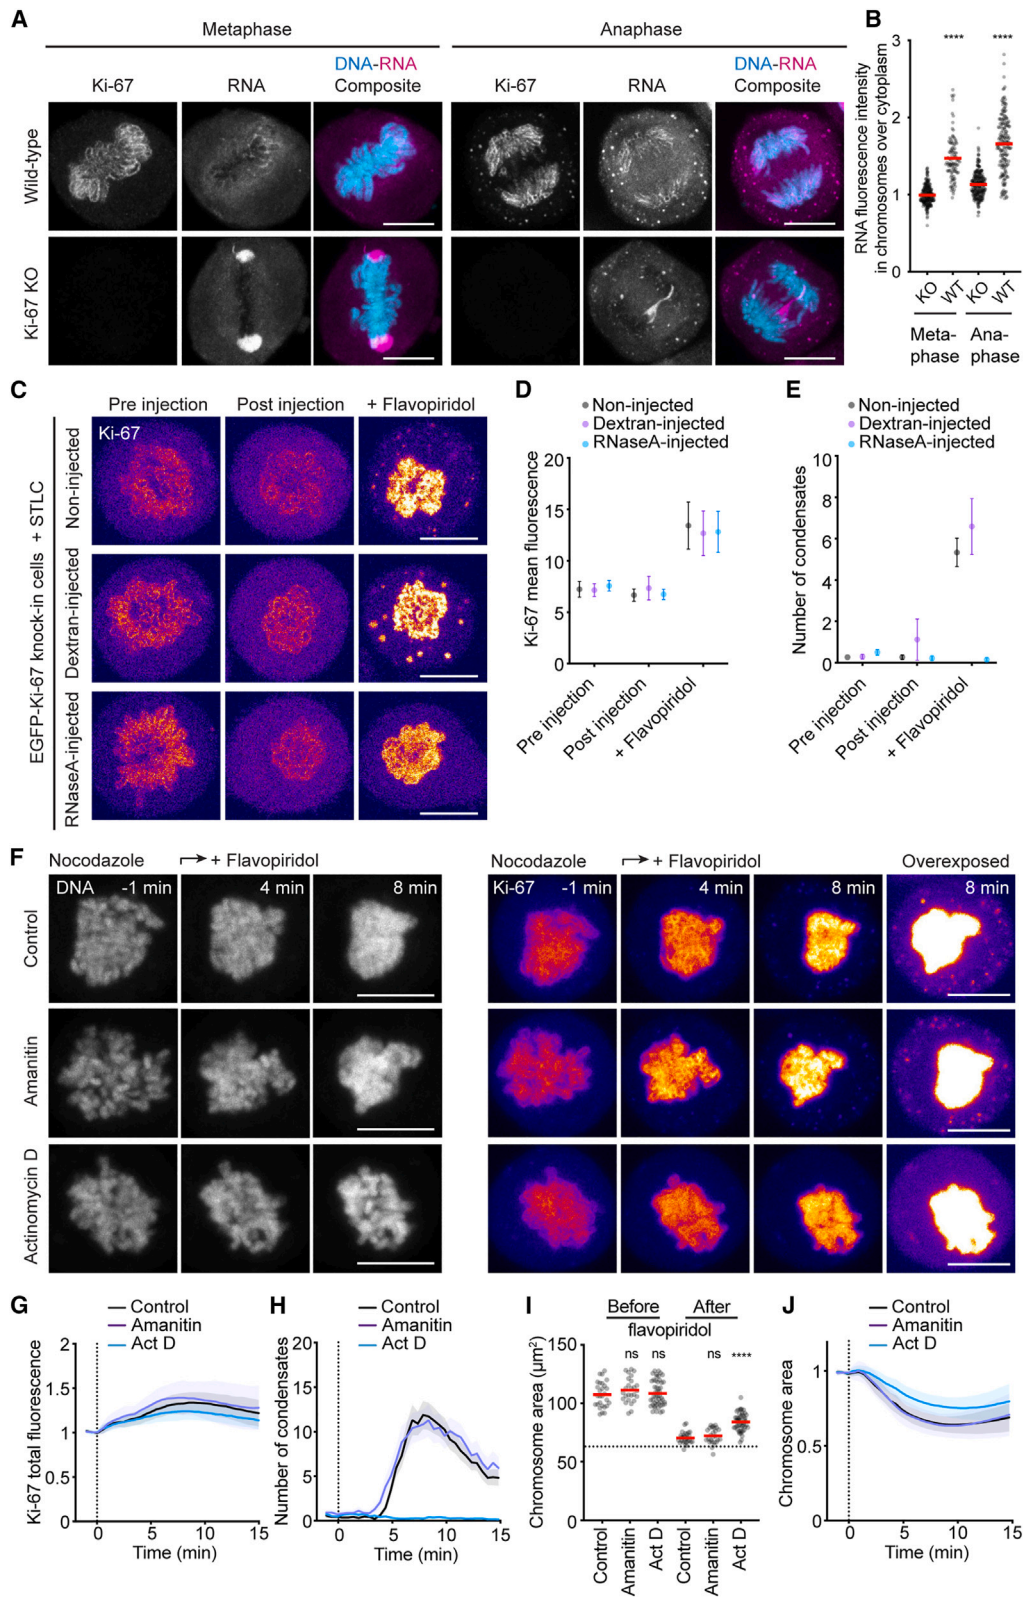 A
Metaphase
Anaphase
Ki-67
RNA
DNA-RNA
Composite
Ki-67
RNA
DNA-RNA
Composite
Wild-type
Ki-67 KO
B
RNA fluorescence intensity
in chromosomes over cytoplasm
3
2
1
0
****
****
KO
WT
KO
WT
Meta-
phase
Ana-
phase
C
Pre injection
Post injection
+ Flavopiridol
Ki-67
EGFP-Ki-67 knock-in cells + STLC
Non-injected
Dextran-injected
RNaseA-injected
D
Non-injected
Dextran-injected
RNaseA-injected
Ki-67 mean fluorescence
20
15
10
5
0
Pre injection
Post injection
+ Flavopiridol
E
Non-injected
Dextran-injected
RNaseA-injected
Number of condensates
10
8
6
4
2
0
Pre injection
Post injection
+ Flavopiridol
F
Nocodazole
+ Flavopiridol
DNA
-1 min
4 min
8 min
Nocodazole
+ Flavopiridol
Overexposed
Ki-67
-1 min
4 min
8 min
8 min
Control
Amanitin
Actinomycin D
G
Control
Amanitin
Act D
Ki-67 total fluorescence
2
1.5
1
0.5
0
0
5
10
15
Time (min)
H
Control
Amanitin
Act D
Number of condensates
20
15
10
5
0
0
5
10
15
Time (min)
I
Before
After
flavopiridol
ns
ns
ns
****
Chromosome area (µm²)
150
100
50
0
Control
Amanitin
Act D
Control
Amanitin
Act D
J
Control
Amanitin
Act D
Chromosome area
1
0.5
0
0
5
10
15
Time (min)